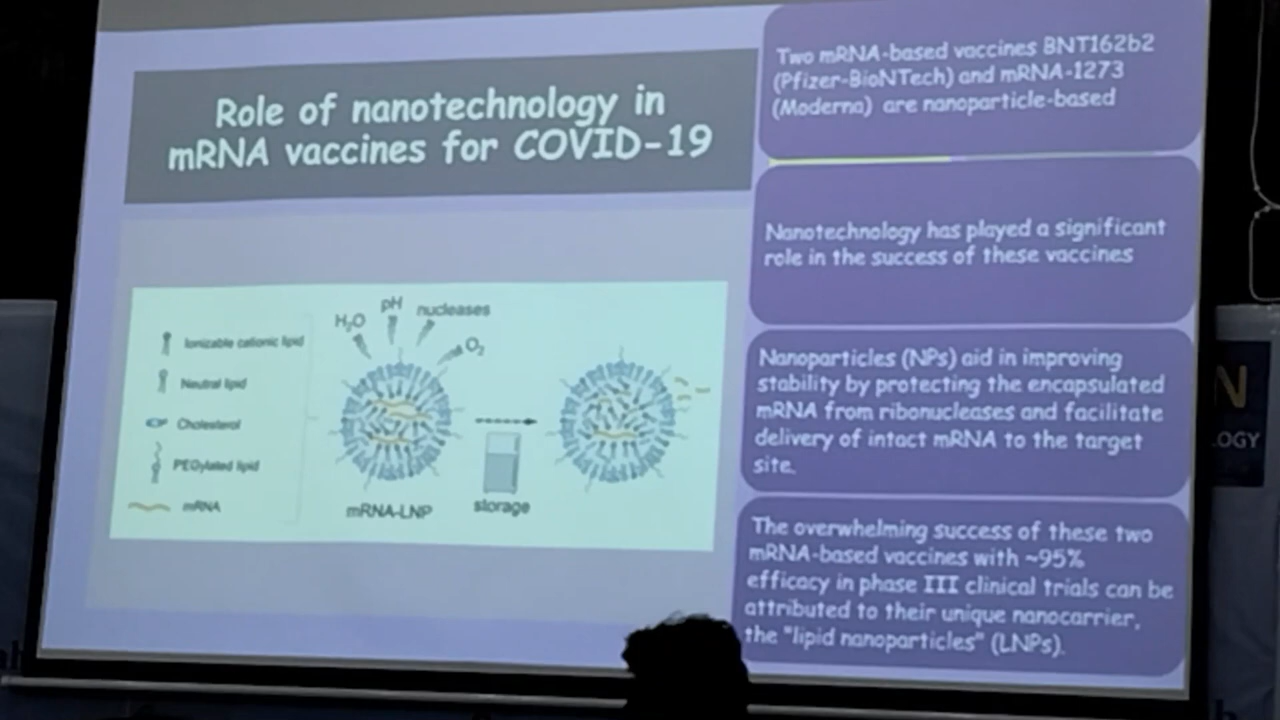 Role of nanotechnology in
mRNA vaccines for COVID-19
Two mRNA-based vaccines BNT162b2
(Pfizer-BioNTech) and mRNA-1273
(Moderna) are nanoparticle-based
Nanotechnology has played a significant
role in the success of these vaccines
Nanoparticles (NPs) aid in improving
stability by protecting the encapsulated
mRNA from ribonucleases and facilitate
delivery of intact mRNA to the target
site.
The overwhelming success of these two
mRNA-based vaccines with ~95%
efficacy in phase III clinical trials can be
attributed to their unique nanocarrier,
the "lipid nanoparticles" (LNPs).
Ionizable cationic lipid
Neutral lipid
Cholesterol
PEGylated lipid
mRNA
H₂O
pH
nucleases
O₂
mRNA-LNP
storage
N
OGY